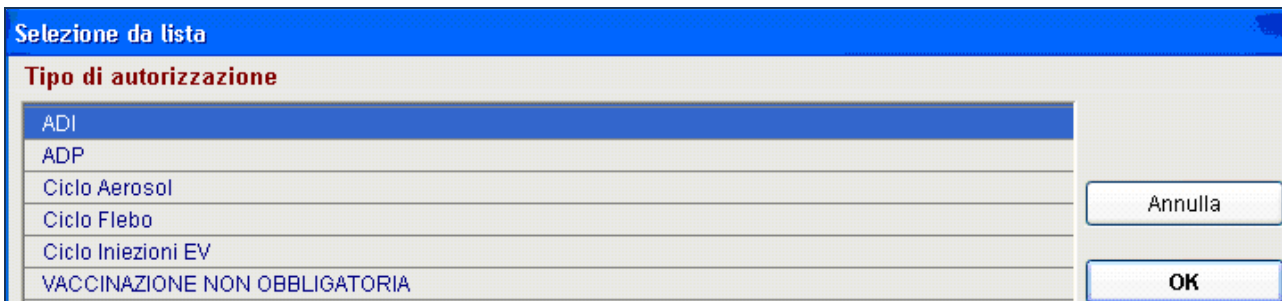 Selezione da lista
Tipo di autorizzazione
ADI
ADP
Ciclo Aerosol
Ciclo Flebo
Ciclo Iniezioni EV
VACCINAZIONE NON OBBLIGATORIA
Annulla
OK